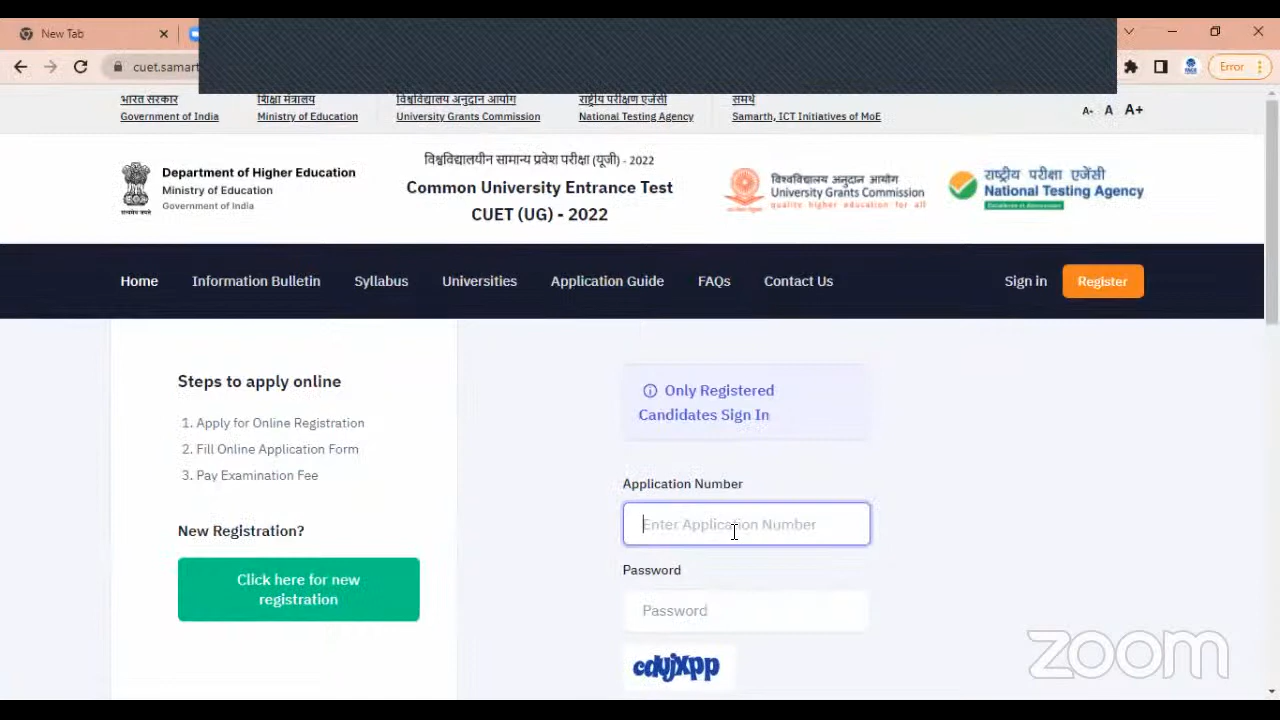 New Tab
cuet.samart
Error
भारत सरकार
शिक्षा मंत्रालय
विश्वविद्यालय अनुदान आयोग
राष्ट्रीय परीक्षण एजेंसी
समर्थ
Government of India
Ministry of Education
University Grants Commission
National Testing Agency
Samarth, ICT Initiatives of MoE
A-
A
A+
Department of Higher Education
Ministry of Education
Government of India
विश्वविद्यालयीन सामान्य प्रवेश परीक्षा (यूजी) - 2022
Common University Entrance Test
CUET (UG) - 2022
विश्वविद्यालय अनुदान आयोग
University Grants Commission
quality higher education for all
राष्ट्रीय परीक्षा एजेंसी
National Testing Agency
Excellence in Assessment
Home
Information Bulletin
Syllabus
Universities
Application Guide
FAQs
Contact Us
Sign in
Register
Steps to apply online
1. Apply for Online Registration
2. Fill Online Application Form
3. Pay Examination Fee
New Registration?
Click here for new
registration
Only Registered
Candidates Sign In
Application Number
Enter Application Number
Password
Password
cdvjxpp
zoom